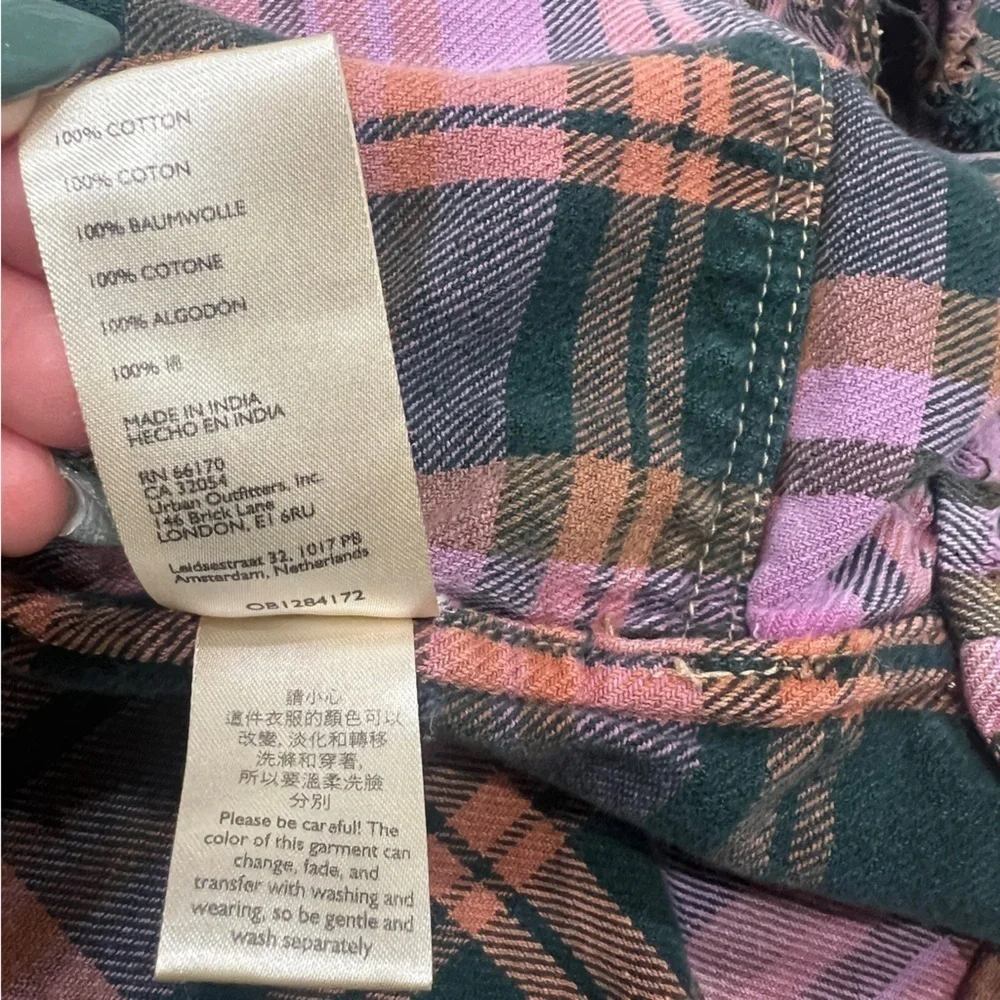 100% COTTON
100% COTON
100% BAUMWOLLE
100% COTONE
100% ALGODÓN
100% 棉
MADE IN INDIA
HECHO EN INDIA
RN 66170
CA 32054
Urban Outfitters, Inc.
146 Brick Lane
LONDON, E1 6RU
Leidsestraat 32, 1017 PB
Amsterdam, Netherlands
OB1284172
請小心
這件衣服的顏色可以
改變, 淡化和轉移
洗滌和穿著,
所以要溫柔洗臉
分別
Please be careful! The
color of this garment can
change, fade, and
transfer with washing and
wearing, so be gentle and
wash separately